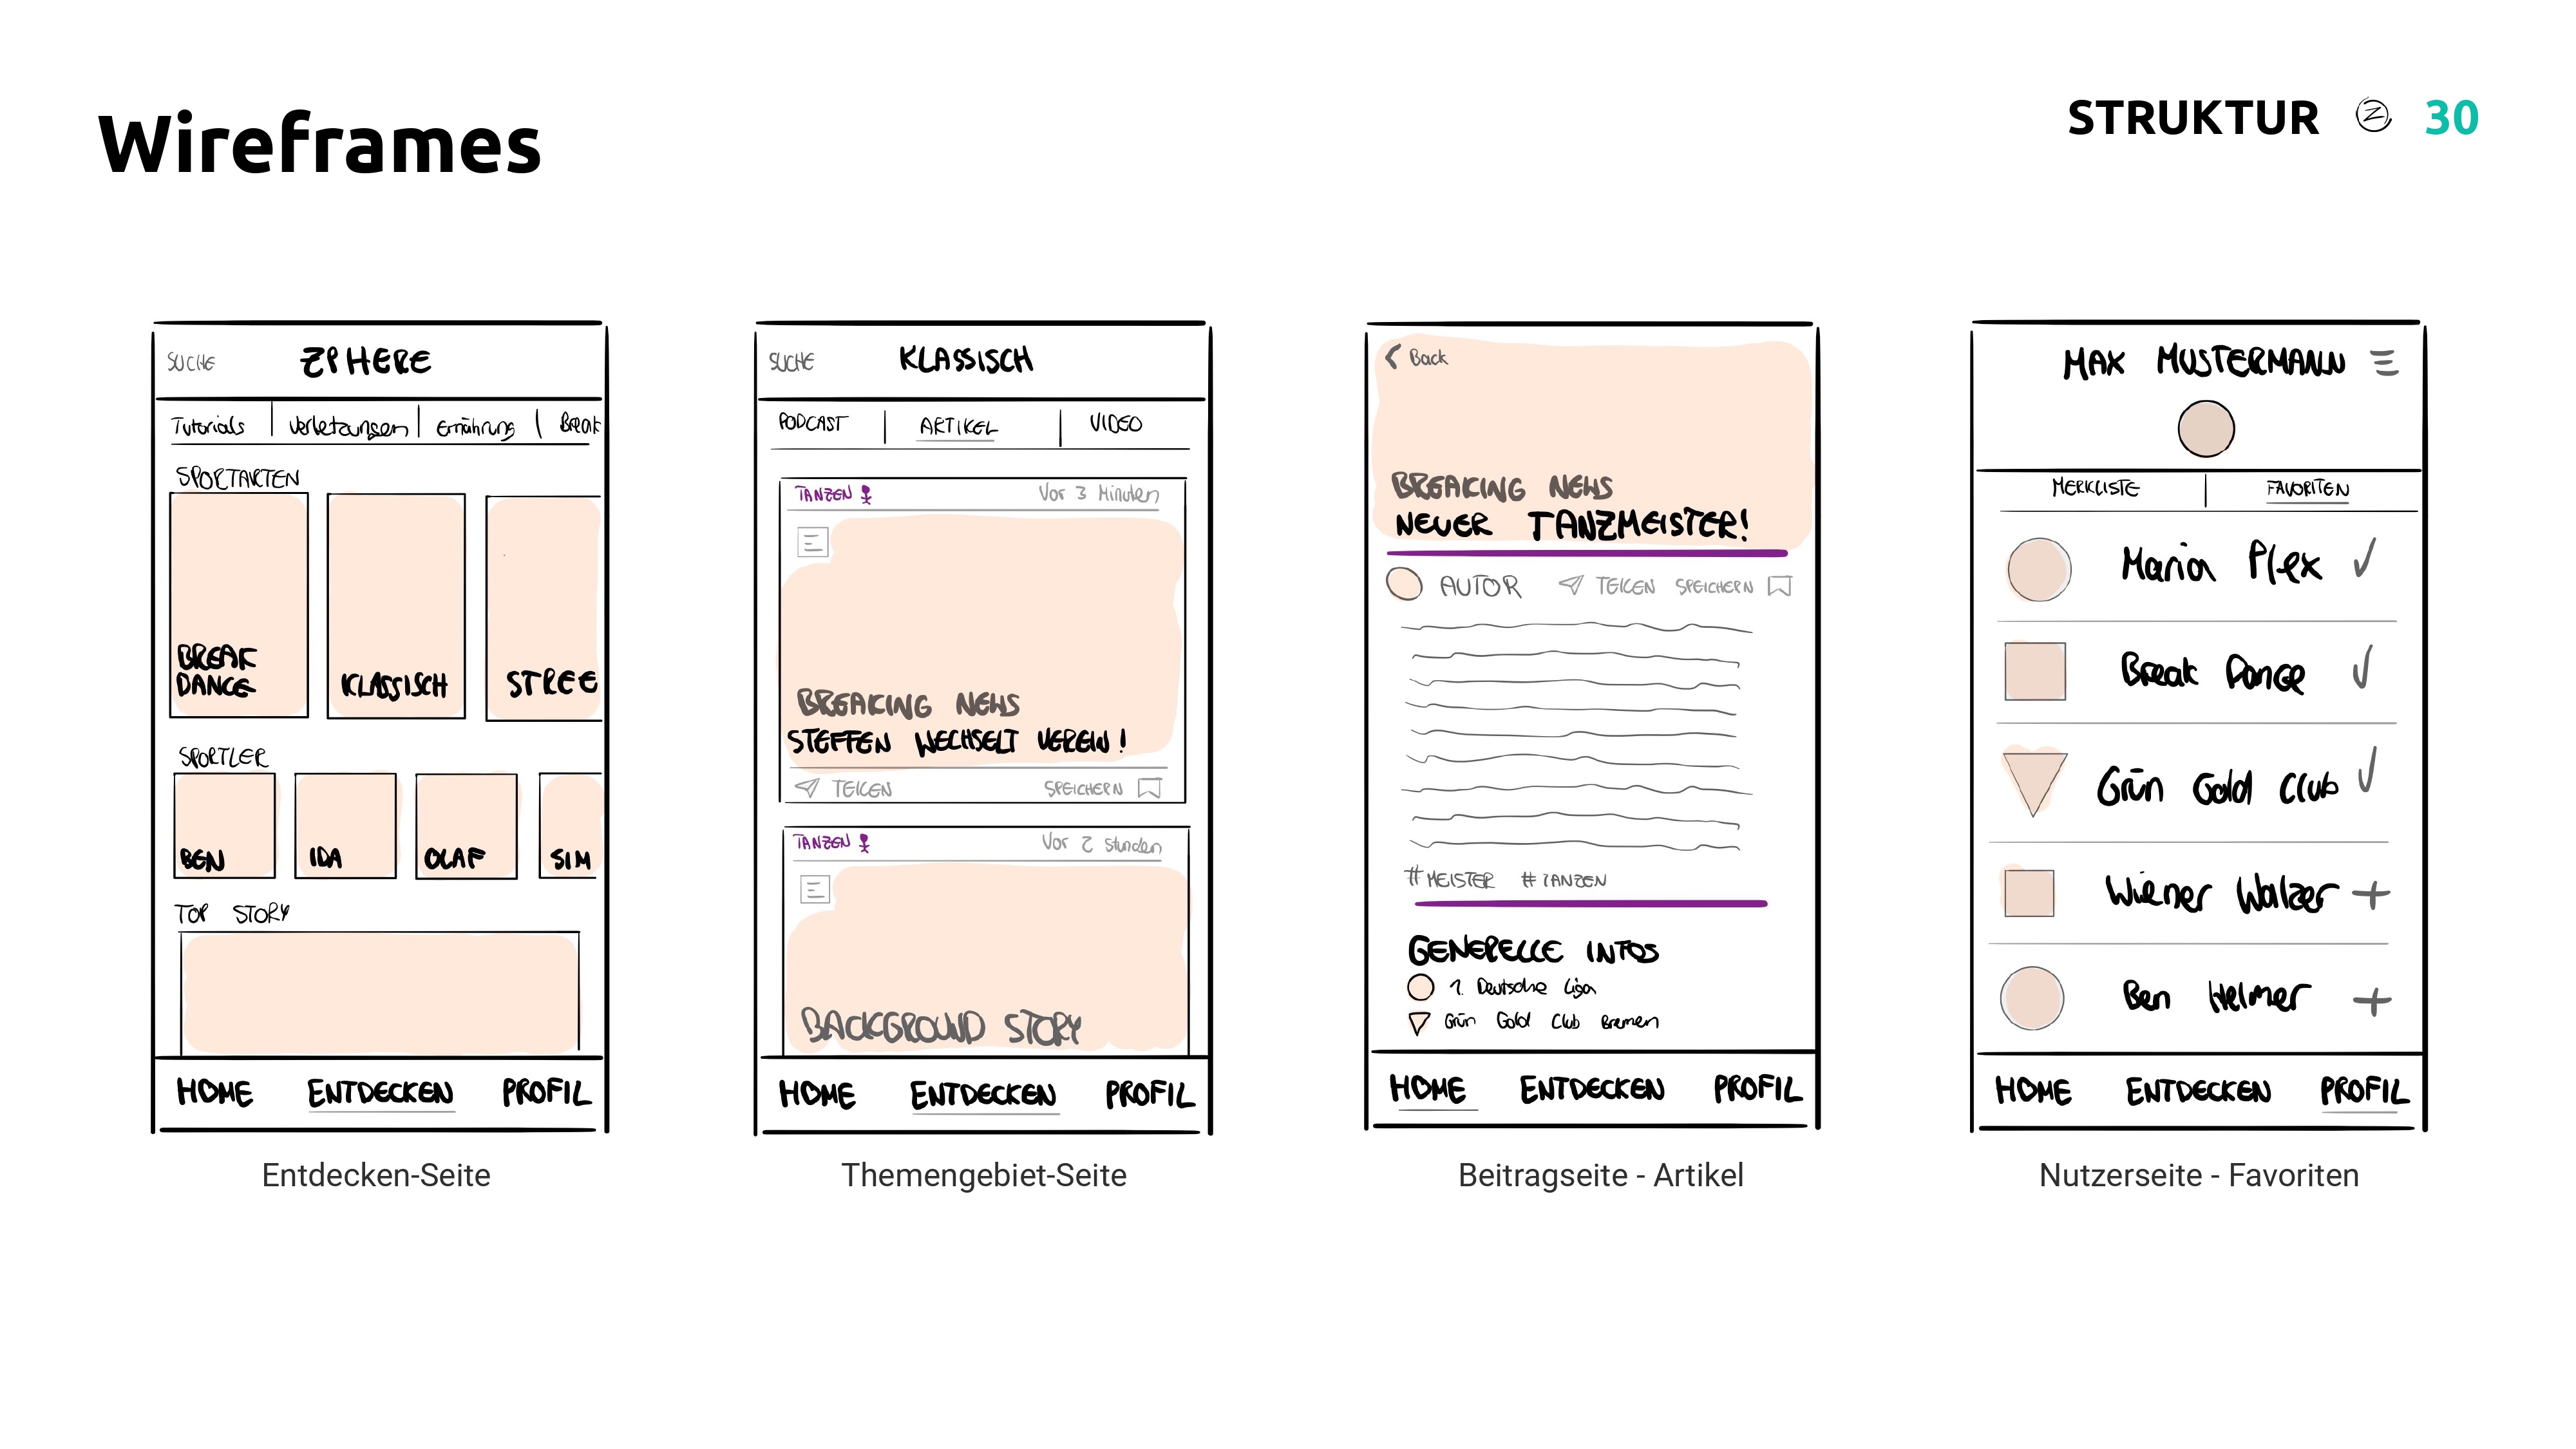 Wireframes
STRUKTUR 30
SUCHE ZPHERE
Tutorials Verletzungen Ernährung Break
SPORTARTEN
BREAK
DANCE
KLASSISCH
STREE
SPORTLER
BEN IDA OLAF SIM
TOP STORY
HOME ENTDECKEN PROFIL
Entdecken-Seite
SUCHE KLASSISCH
PODCAST ARTIKEL VIDEO
TANZEN Vor 3 Minuten
BREAKING NEWS
STEFFEN WECHSELT VEREIN!
TEILEN SPEICHERN
TANZEN Vor 2 Stunden
BACKGROUND STORY
HOME ENTDECKEN PROFIL
Themengebiet-Seite
Back
BREAKING NEWS
NEUER TANZMEISTER!
AUTOR TEILEN SPEICHERN
#MEISTER #TANZEN
GENERELLE INFOS
1. Deutsche Liga
Grün Gold Club Bremen
HOME ENTDECKEN PROFIL
Beitragseite - Artikel
MAX MUSTERMANN
MERKLISTE FAVORITEN
Maria Plex
Break Dance
Grün Gold Club
Wiener Walzer
Ben Helmer
HOME ENTDECKEN PROFIL
Nutzerseite - Favoriten